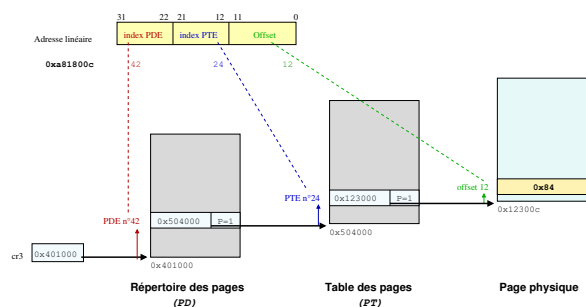 31 22 21 12 11 0
Adresse linéaire index PDE index PTE Offset
0xa81800c 42 24 12
PDE n°42 0x504000 P=1
PTE n°24 0x123000 P=1
offset 12 0x84
0x12300c
0x504000
cr3 0x401000
0x401000
Répertoire des pages Table des pages Page physique
(PD) (PT)